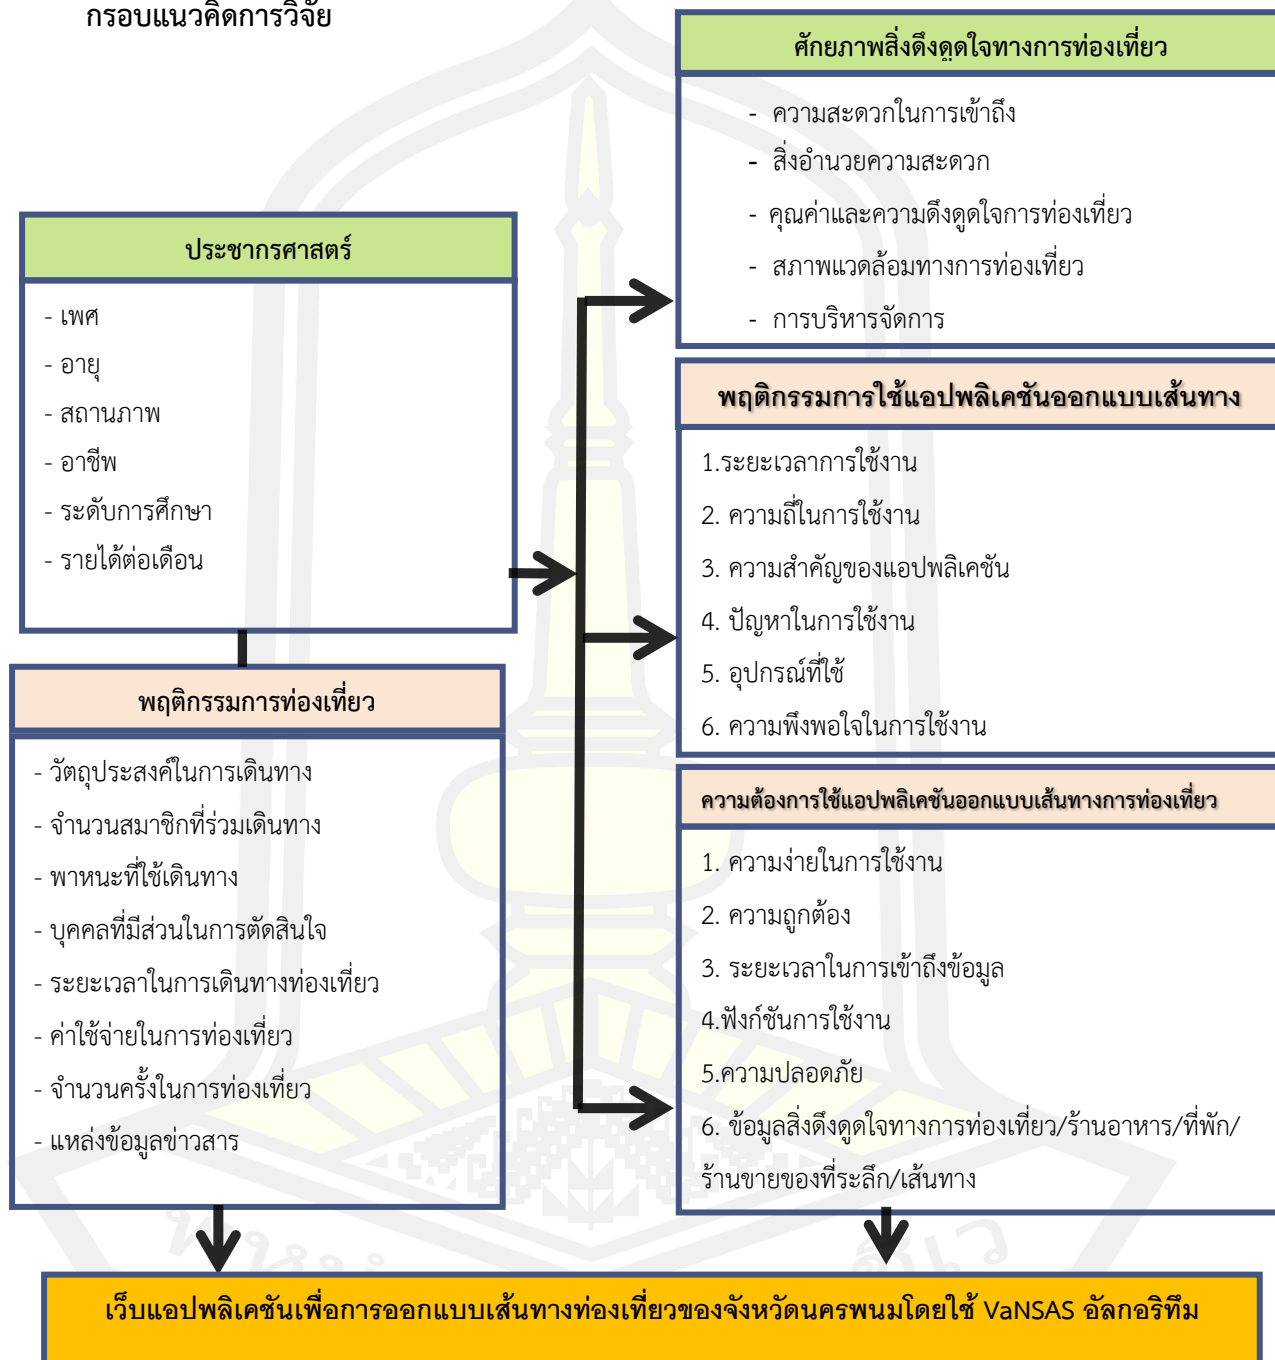 กรอบแนวคิดการวิจัย
ศักยภาพสิ่งดึงดูดใจทางการท่องเที่ยว
- ความสะดวกในการเข้าถึง
- สิ่งอำนวยความสะดวก
- คุณค่าและความดึงดูดใจการท่องเที่ยว
- สภาพแวดล้อมทางการท่องเที่ยว
- การบริหารจัดการ
ประชากรศาสตร์
- เพศ
- อายุ
- สถานภาพ
- อาชีพ
- ระดับการศึกษา
- รายได้ต่อเดือน
พฤติกรรมการใช้แอปพลิเคชันออกแบบเส้นทาง
1.ระยะเวลาการใช้งาน
2. ความถี่ในการใช้งาน
3. ความสำคัญของแอปพลิเคชัน
4. ปัญหาในการใช้งาน
5. อุปกรณ์ที่ใช้
6. ความพึงพอใจในการใช้งาน
พฤติกรรมการท่องเที่ยว
- วัตถุประสงค์ในการเดินทาง
- จำนวนสมาชิกที่ร่วมเดินทาง
- พาหนะที่ใช้เดินทาง
- บุคคลที่มีส่วนในการตัดสินใจ
- ระยะเวลาในการเดินทางท่องเที่ยว
- ค่าใช้จ่ายในการท่องเที่ยว
- จำนวนครั้งในการท่องเที่ยว
- แหล่งข้อมูลข่าวสาร
ความต้องการใช้แอปพลิเคชันออกแบบเส้นทางการท่องเที่ยว
1. ความง่ายในการใช้งาน
2. ความถูกต้อง
3. ระยะเวลาในการเข้าถึงข้อมูล
4.ฟังก์ชันการใช้งาน
5.ความปลอดภัย
6. ข้อมูลสิ่งดึงดูดใจทางการท่องเที่ยว/ร้านอาหาร/ที่พัก/
ร้านขายของที่ระลึก/เส้นทาง
เว็บแอปพลิเคชันเพื่อการออกแบบเส้นทางท่องเที่ยวของจังหวัดนครพนมโดยใช้ VaNSAS อัลกอริทึม